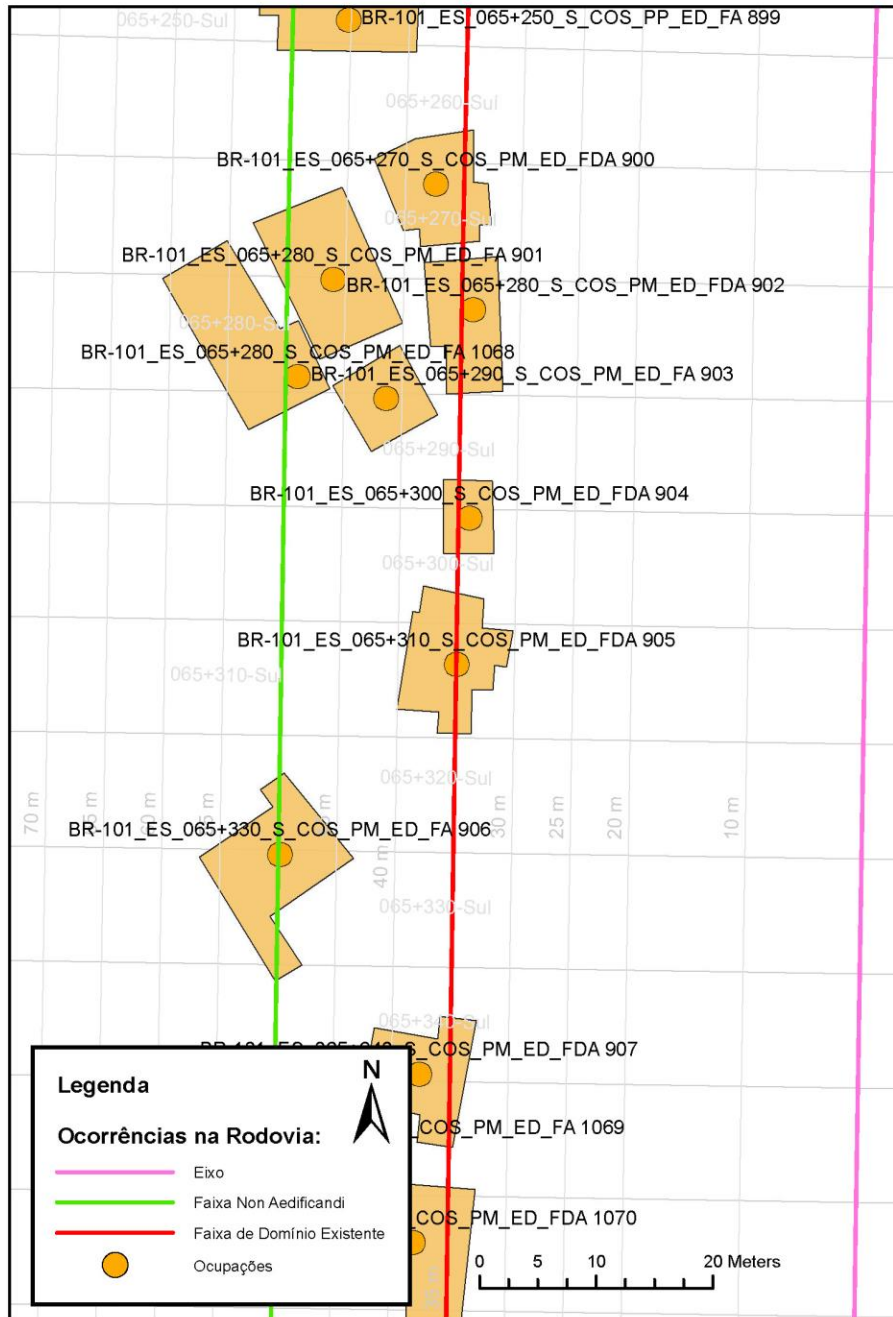 065+250-Sul
BR-101_ES_065+250_S_COS_PP_ED_FA 899
065+260-Sul
BR-101_ES_065+270_S_COS_PM_ED_FDA 900
065+270-Sul
BR-101_ES_065+280_S_COS_PM_ED_FA 901
BR-101_ES_065+280_S_COS_PM_ED_FDA 902
065+280-Sul
BR-101_ES_065+280_S_COS_PM_ED_FA 1068
BR-101_ES_065+290_S_COS_PM_ED_FA 903
065+290-Sul
BR-101_ES_065+300_S_COS_PM_ED_FDA 904
065+300-Sul
BR-101_ES_065+310_S_COS_PM_ED_FDA 905
065+310-Sul
065+320-Sul
70 m
30 m
25 m
20 m
10 m
BR-101_ES_065+330_S_COS_PM_ED_FA 906
40 m
065+330-Sul
065+340-Sul
S_COS_PM_ED_FDA 907
COS_PM_ED_FA 1069
COS_PM_ED_FDA 1070
Legenda
N
Ocorrências na Rodovia:
Eixo
Faixa Non Aedificandi
Faixa de Domínio Existente
Ocupações
0 5 10 20 Meters